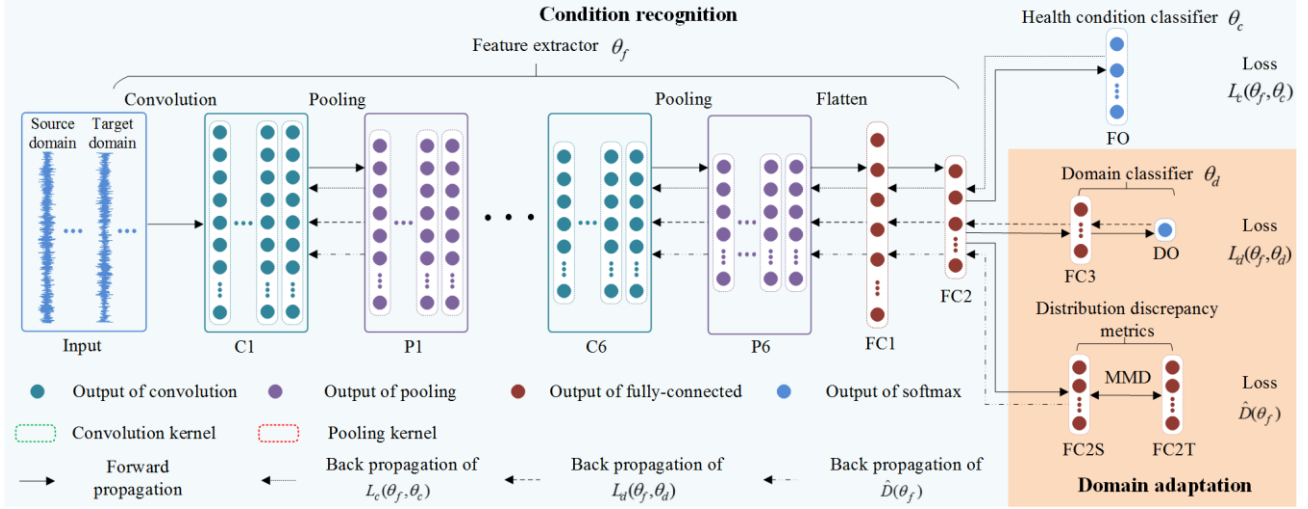 Condition recognition
Health condition classifier θc
Feature extractor θf
Convolution
Pooling
Pooling
Flatten
Loss
Lc(θf,θc)
Source
domain
Target
domain
FO
Domain classifier θd
Loss
Ld(θf,θd)
FC3
DO
FC2
FC1
Input
C1
P1
C6
P6
Distribution discrepancy
metrics
MMD
Loss
D̂(θf)
FC2S
FC2T
Domain adaptation
Output of convolution
Output of pooling
Output of fully-connected
Output of softmax
Convolution kernel
Pooling kernel
Forward
propagation
Back propagation of
Lc(θf,θc)
Back propagation of
Ld(θf,θd)
Back propagation of
D̂(θf)